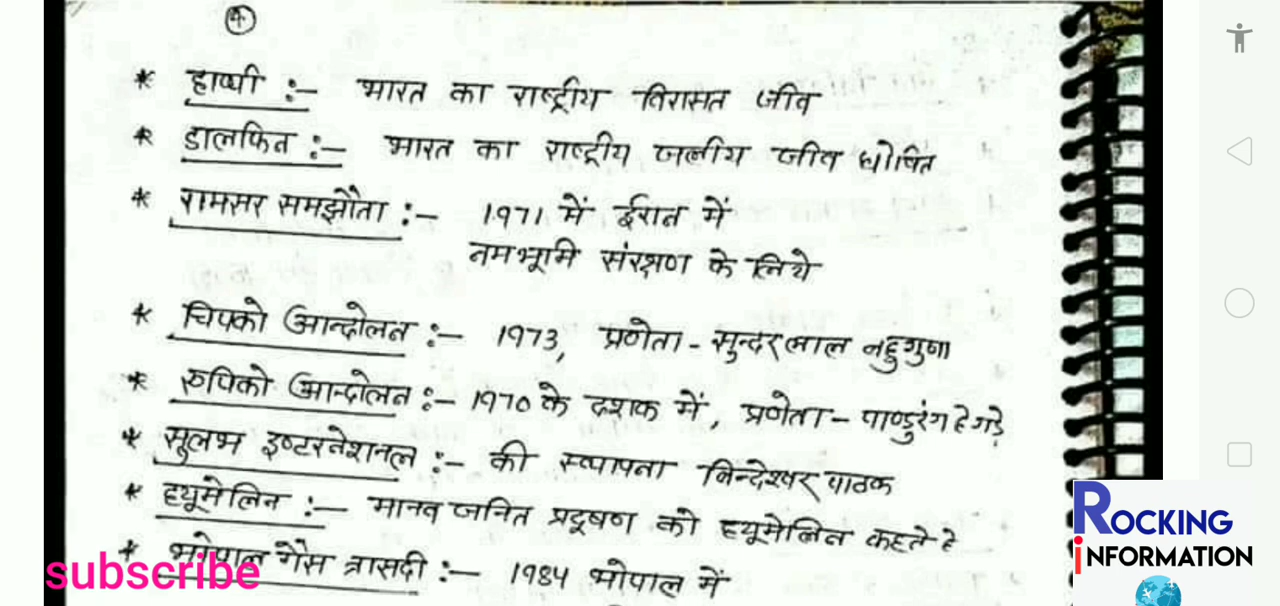 4
* हाथी :- भारत का राष्ट्रीय विरासत जीव
* डालफिन :- भारत का राष्ट्रीय जलीय जीव घोषित
* रामसर समझौता :- 1971 में ईरान में
नमभूमि संरक्षण के लिये
* चिपको आन्दोलन :- 1973, प्रणेता - सुन्दरलाल बहुगुणा
* रुपिको आन्दोलन :- 1970 के दशक में, प्रणेता - पाण्डुरंग हेगड़े
* सुलभ इण्टरनेशनल :- की स्थापना बिन्देश्वर पाठक
* ह्यूमेलिन :- मानव जनित प्रदूषण को ह्यूमेलिन कहते है
* भोपाल गैस त्रासदी :- 1984 भोपाल में
subscribe
ROCKING
iNFORMATION